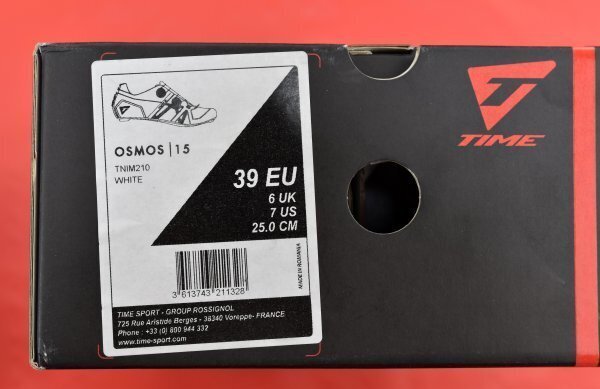 OSMOS | 15
TNIM210
WHITE
39 EU
6 UK
7 US
25.0 CM
3 613743 211328
MADE IN ROMANIA
TIME SPORT - GROUP ROSSIGNOL
725 Rue Aristide Berges - 38340 Voreppe- FRANCE
Phone : +33 (0) 800 944 332
www.time-sport.com
TIME